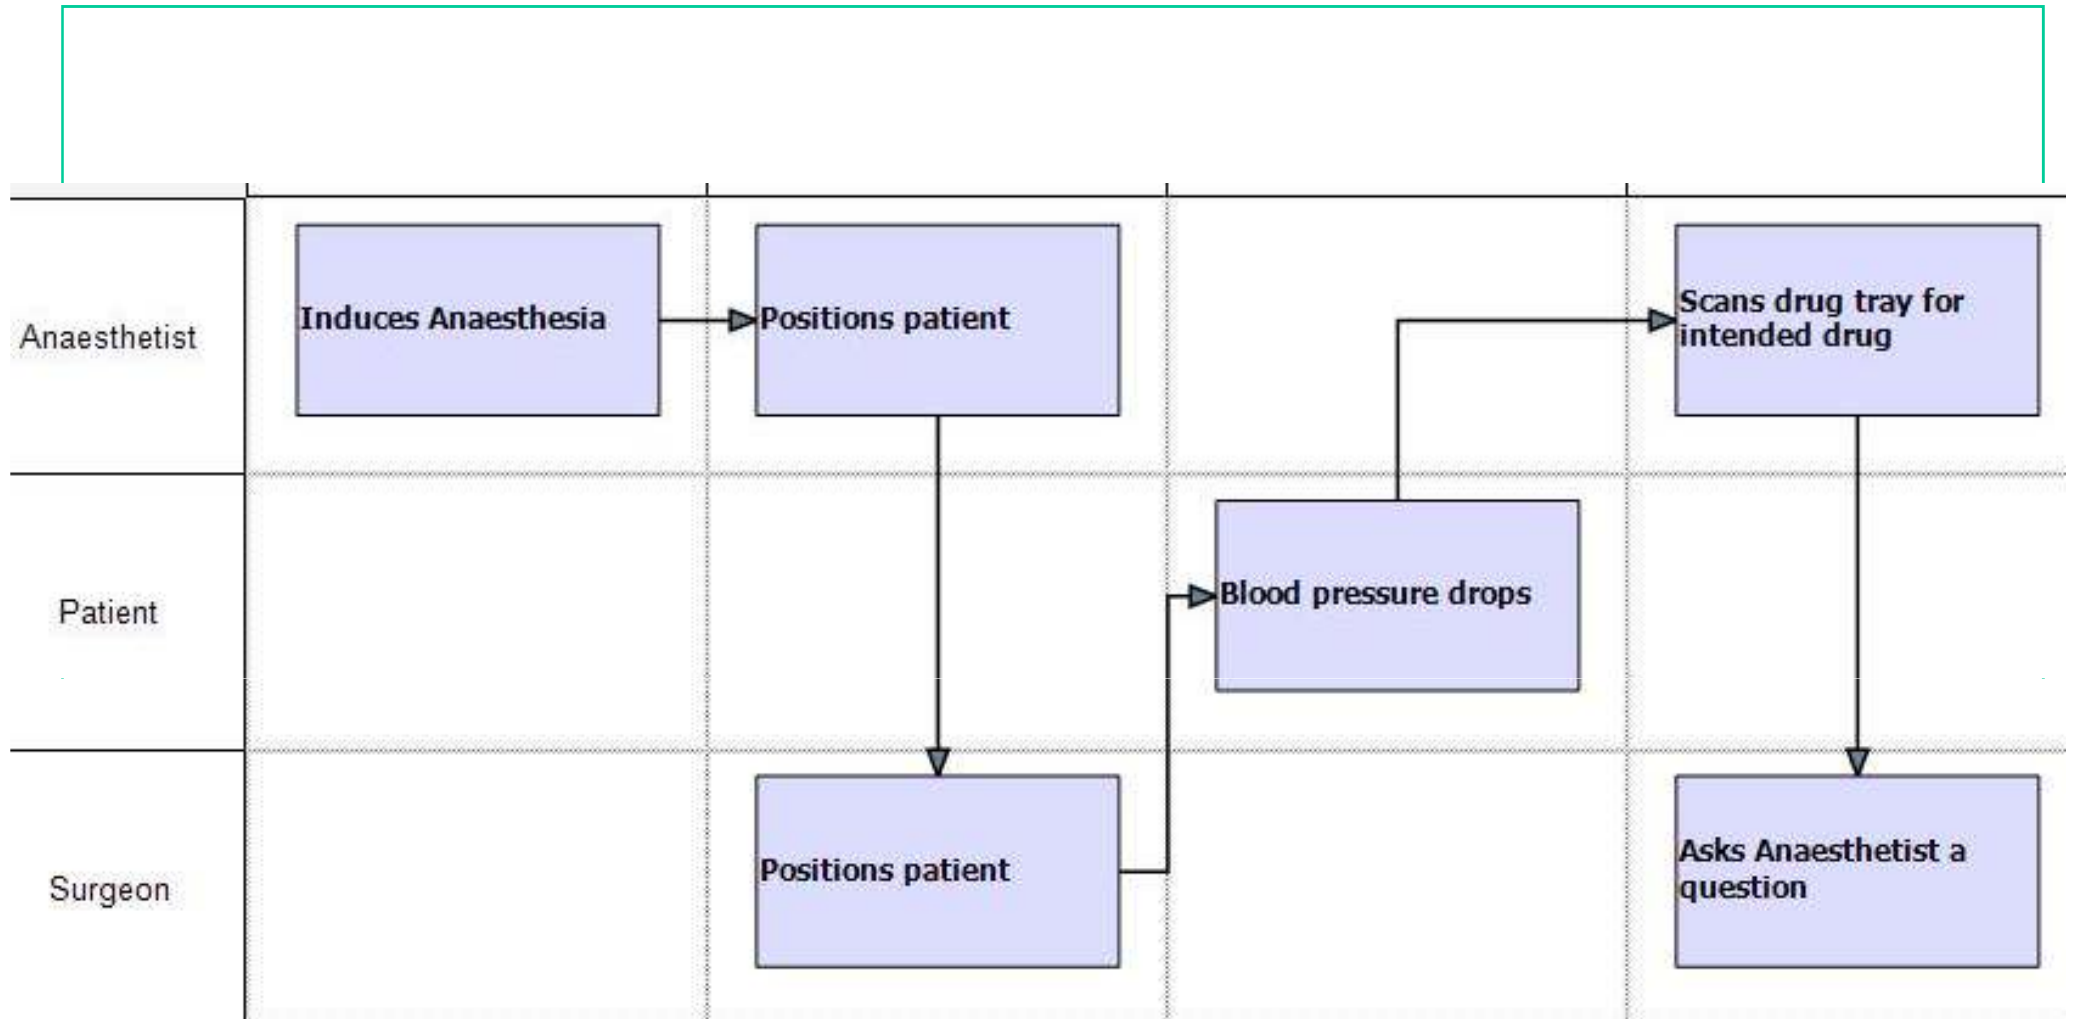 Anaesthetist
Induces Anaesthesia
Positions patient
Scans drug tray for
intended drug
Patient
Blood pressure drops
Surgeon
Positions patient
Asks Anaesthetist a
question